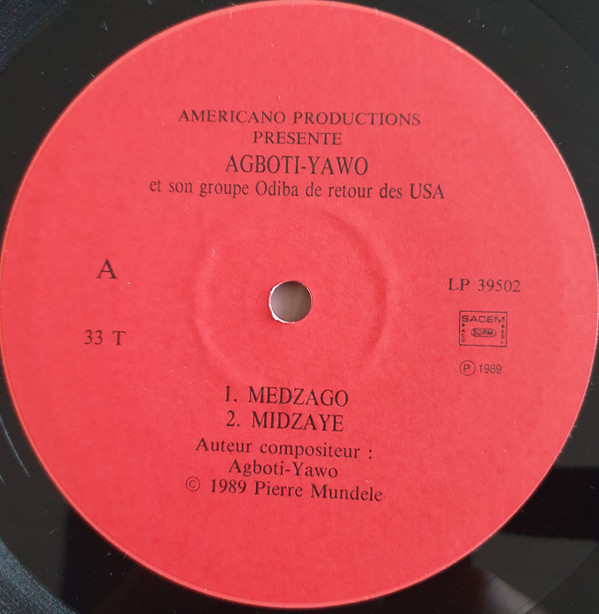 AMERICANO PRODUCTIONS
PRESENTE
AGBOTI-YAWO
et son groupe Odiba de retour des USA
A
LP 39502
33 T
SACEM
SDRM
Ⓟ 1989
1. MEDZAGO
2. MIDZAYE
Auteur compositeur :
Agboti-Yawo
© 1989 Pierre Mundele